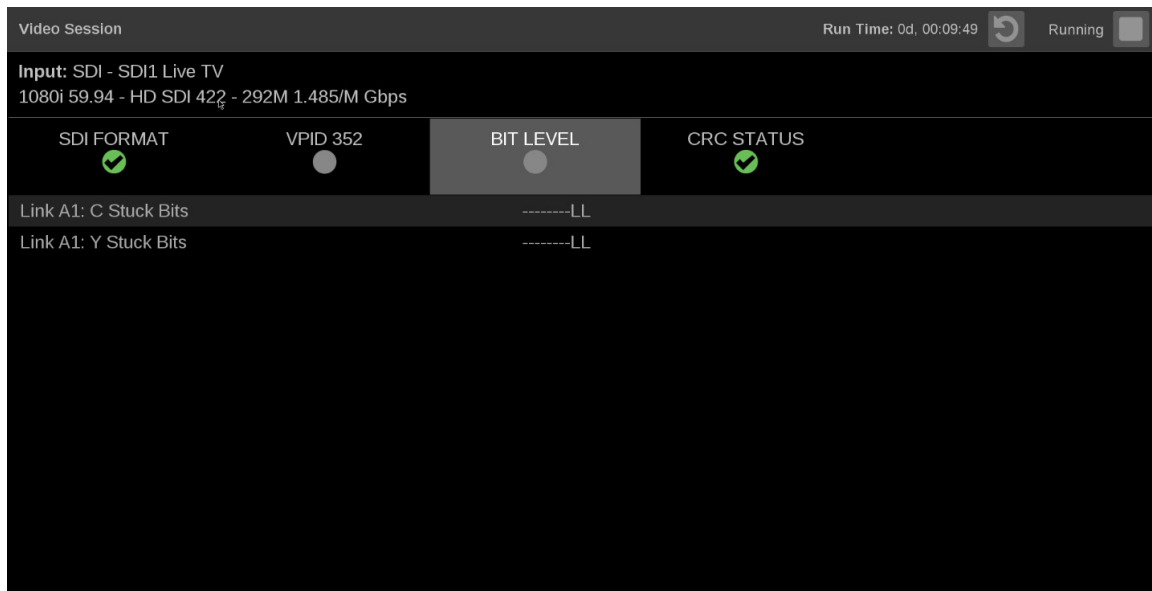 Video Session Run Time: 0d, 00:09:49 Running
Input: SDI - SDI1 Live TV
1080i 59.94 - HD SDI 422 - 292M 1.485/M Gbps
SDI FORMAT VPID 352 BIT LEVEL CRC STATUS
Link A1: C Stuck Bits --------LL
Link A1: Y Stuck Bits --------LL